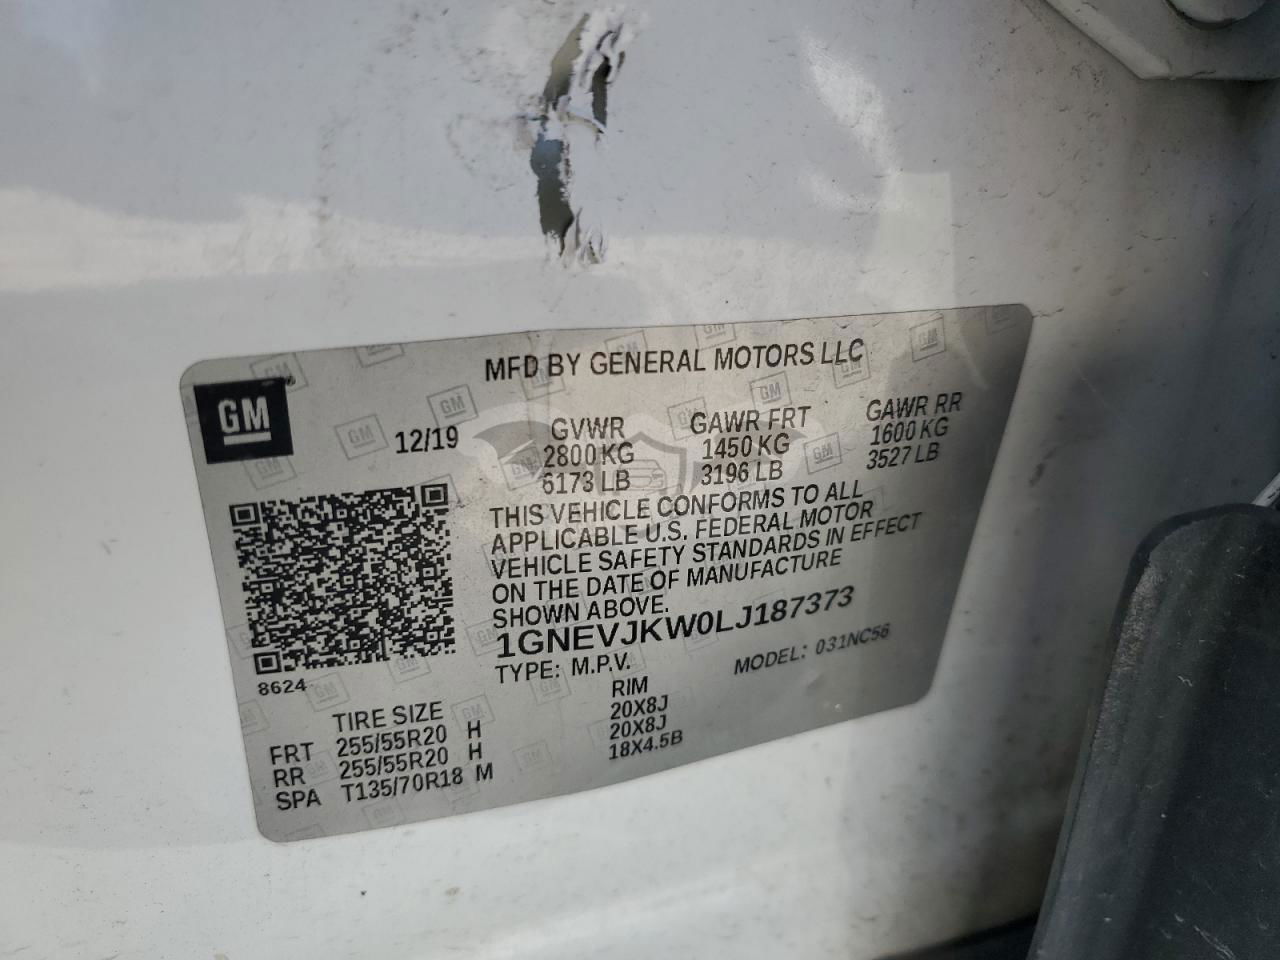 MFD BY GENERAL MOTORS LLC
GM
12/19
GVWR GAWR FRT GAWR RR
2800 KG 1450 KG 1600 KG
6173 LB 3196 LB 3527 LB
THIS VEHICLE CONFORMS TO ALL
APPLICABLE U.S. FEDERAL MOTOR
VEHICLE SAFETY STANDARDS IN EFFECT
ON THE DATE OF MANUFACTURE
SHOWN ABOVE.
1GNEVJKW0LJ187373
TYPE: M.P.V. MODEL: 031NC56
8624
TIRE SIZE RIM
FRT 255/55R20 H 20X8J
RR 255/55R20 H 20X8J
SPA T135/70R18 M 18X4.5B